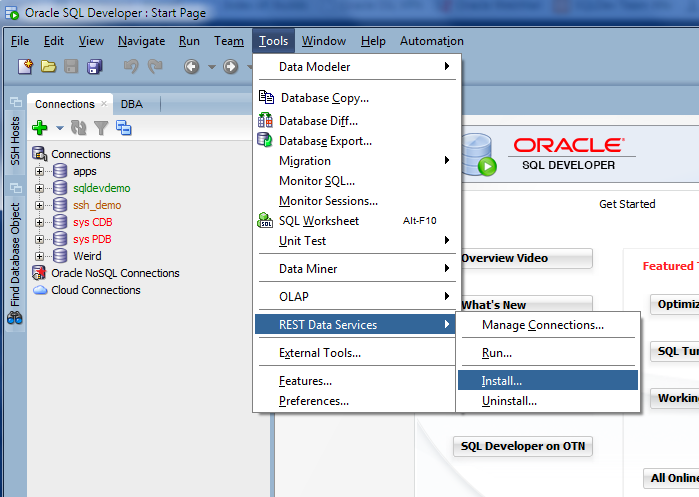 Oracle SQL Developer : Start Page
File Edit View Navigate Run Team Tools Window Help Automation
Connections DBA
SSH Hosts
Find Database Object
Connections
apps
sqldevdemo
ssh_demo
sys CDB
sys PDB
Weird
Oracle NoSQL Connections
Cloud Connections
Data Modeler
Database Copy...
Database Diff...
Database Export...
Migration
Monitor SQL...
Monitor Sessions...
SQL Worksheet Alt-F10
Unit Test
Data Miner
OLAP
REST Data Services
External Tools...
Features...
Preferences...
Manage Connections...
Run...
Install...
Uninstall...
ORACLE
SQL DEVELOPER
Get Started
Overview Video
What's New
SQL Developer on OTN
Featured
Optimiz
SQL Tu
Workin
All Online